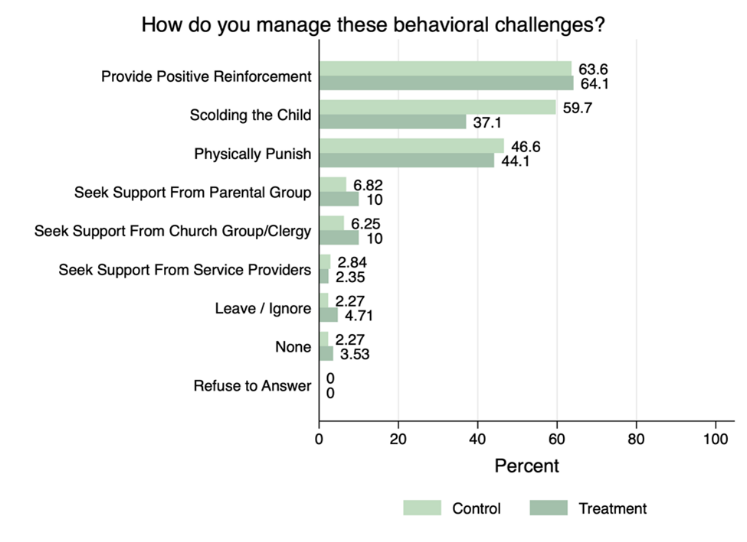 How do you manage these behavioral challenges?
Provide Positive Reinforcement
63.6
64.1
Scolding the Child
59.7
37.1
Physically Punish
46.6
44.1
Seek Support From Parental Group
6.82
10
Seek Support From Church Group/Clergy
6.25
10
Seek Support From Service Providers
2.84
2.35
Leave / Ignore
2.27
4.71
None
2.27
3.53
Refuse to Answer
0
0
0 20 40 60 80 100
Percent
Control Treatment